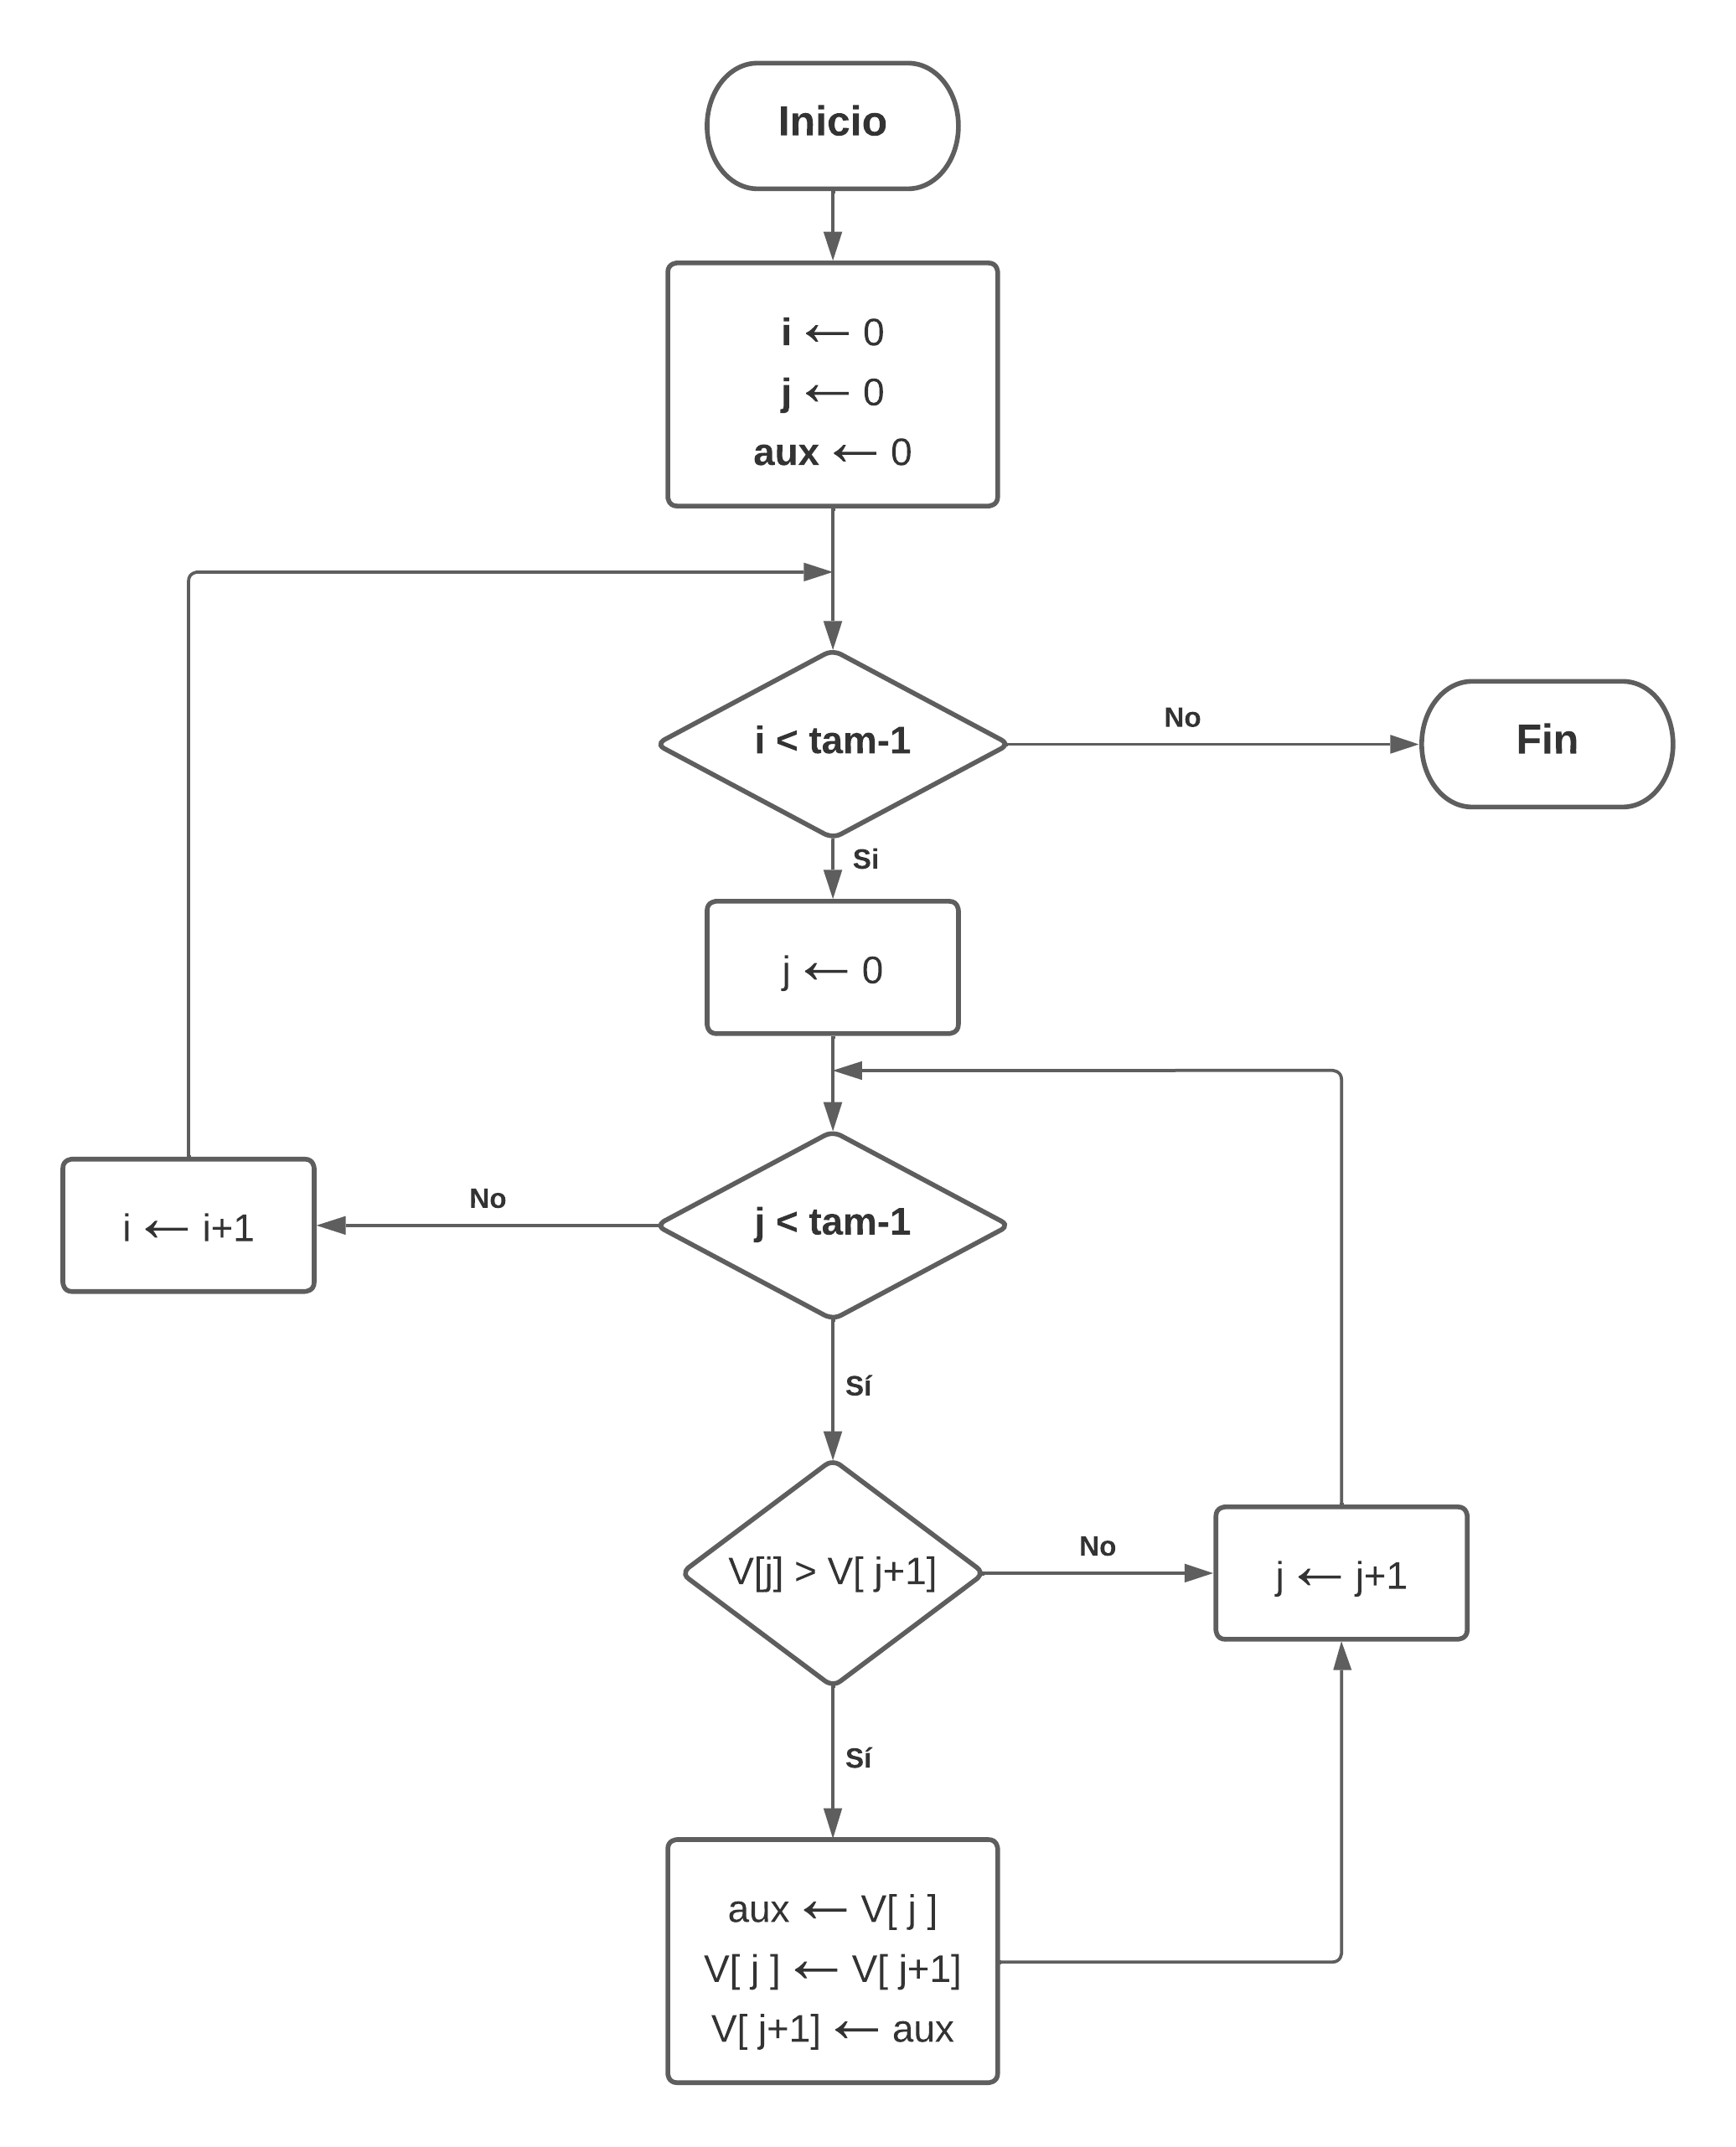 Inicio
i ← 0
j ← 0
aux ← 0
i < tam-1
No
Fin
Si
j ← 0
j < tam-1
No
i ← i+1
Sí
V[j] > V[ j+1]
No
j ← j+1
Sí
aux ← V[ j ]
V[ j ] ← V[ j+1]
V[ j+1] ← aux